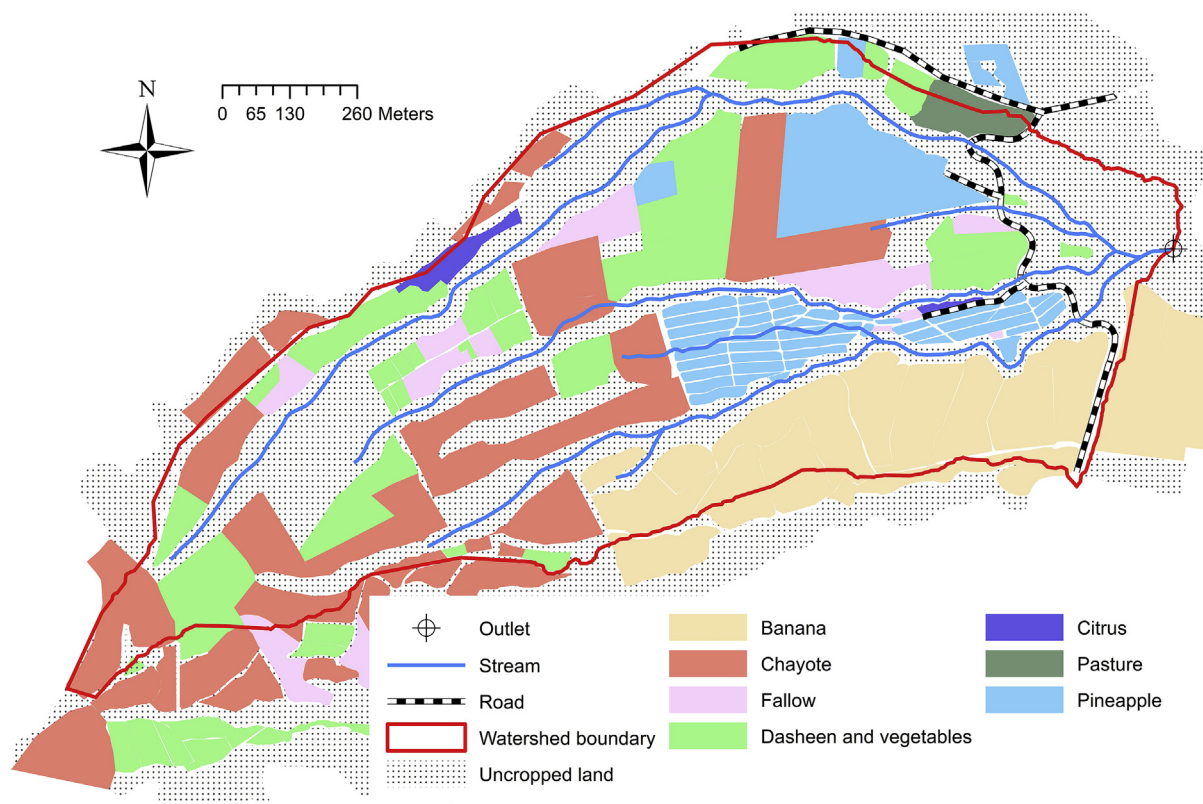 N
0 65 130 260 Meters
Outlet
Stream
Road
Watershed boundary
Uncropped land
Banana
Chayote
Fallow
Dasheen and vegetables
Citrus
Pasture
Pineapple